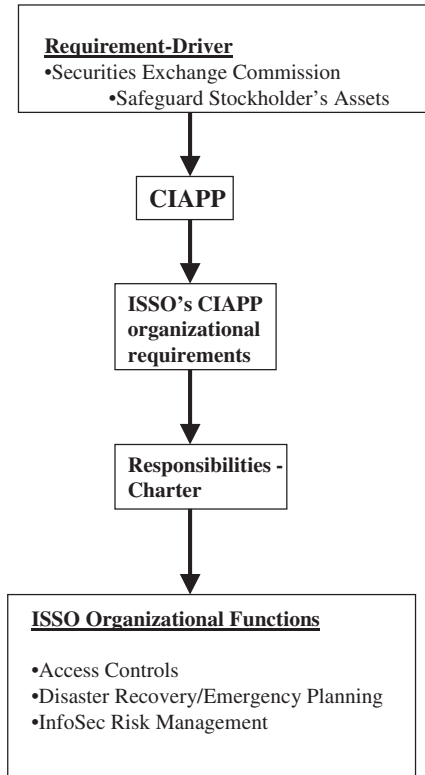 Requirement-Driver
•Securities Exchange Commission
•Safeguard Stockholder's Assets
CIAPP
ISSO's CIAPP
organizational
requirements
Responsibilities -
Charter
ISSO Organizational Functions
•Access Controls
•Disaster Recovery/Emergency Planning
•InfoSec Risk Management